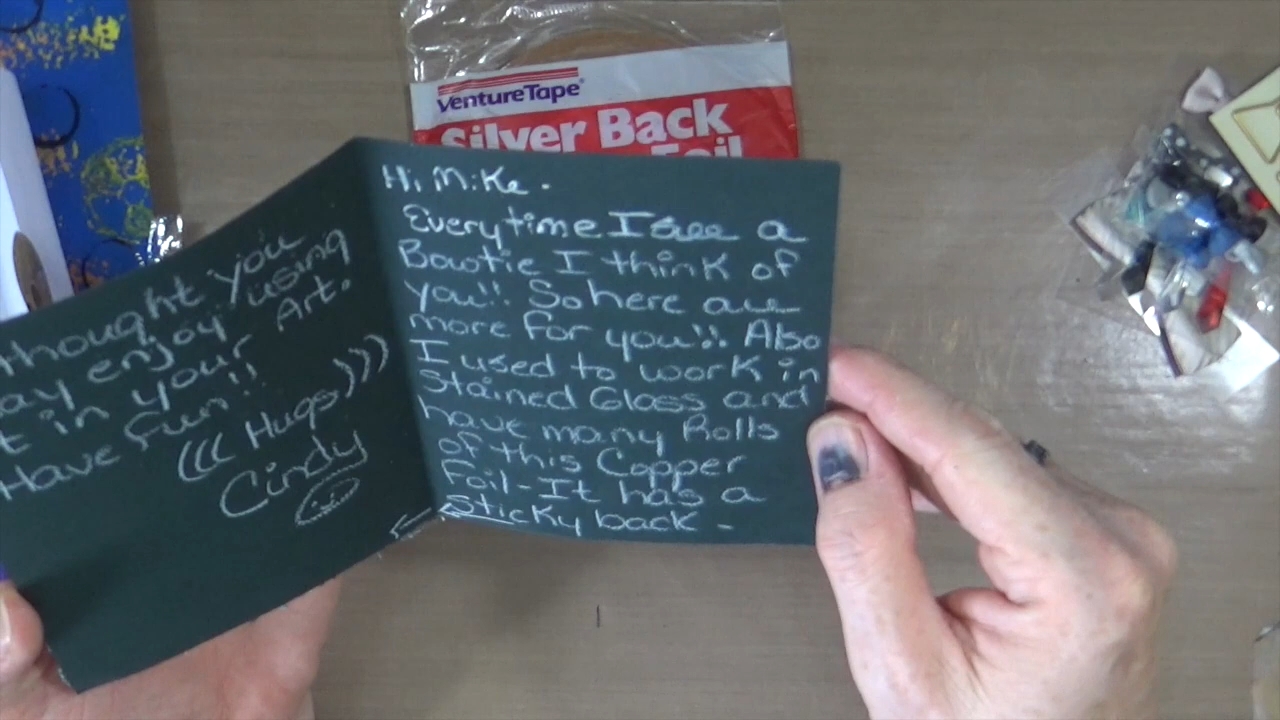 VentureTape
Silver Back
Foil
Hi Mike.
Everytime I see a
Bowtie I think of
you!! So here are
more for you!! Also
I used to work in
Stained Glass and
have many Rolls
of this Copper
Foil-It has a
Sticky back -
thought you
ay enjoy using
t in your Art.
Have fun!!
((( Hugs )))
Cindy